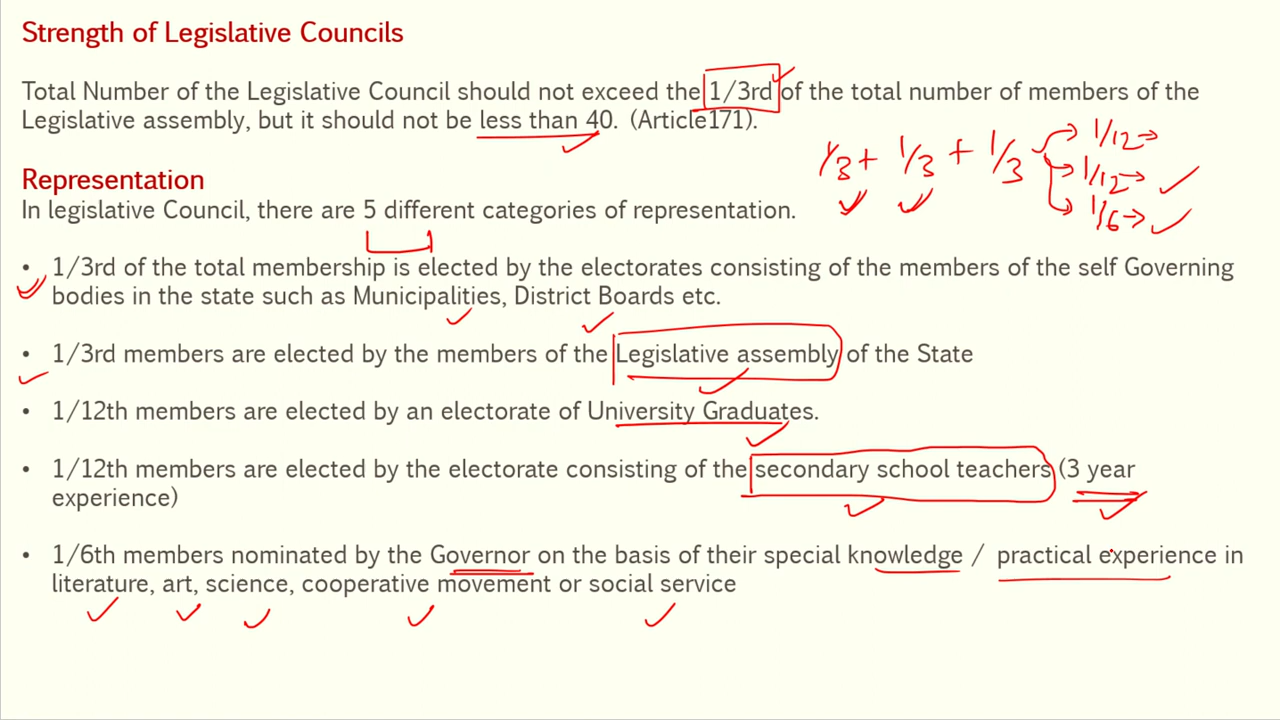 Strength of Legislative Councils
Total Number of the Legislative Council should not exceed the 1/3rd of the total number of members of the
Legislative assembly, but it should not be less than 40. (Article171).
1/3 + 1/3 + 1/3 → 1/12 →
→ 1/12 →
→ 1/6 →
Representation
In legislative Council, there are 5 different categories of representation.
• 1/3rd of the total membership is elected by the electorates consisting of the members of the self Governing
bodies in the state such as Municipalities, District Boards etc.
• 1/3rd members are elected by the members of the Legislative assembly of the State
• 1/12th members are elected by an electorate of University Graduates.
• 1/12th members are elected by the electorate consisting of the secondary school teachers (3 year
experience)
• 1/6th members nominated by the Governor on the basis of their special knowledge / practical experience in
literature, art, science, cooperative movement or social service